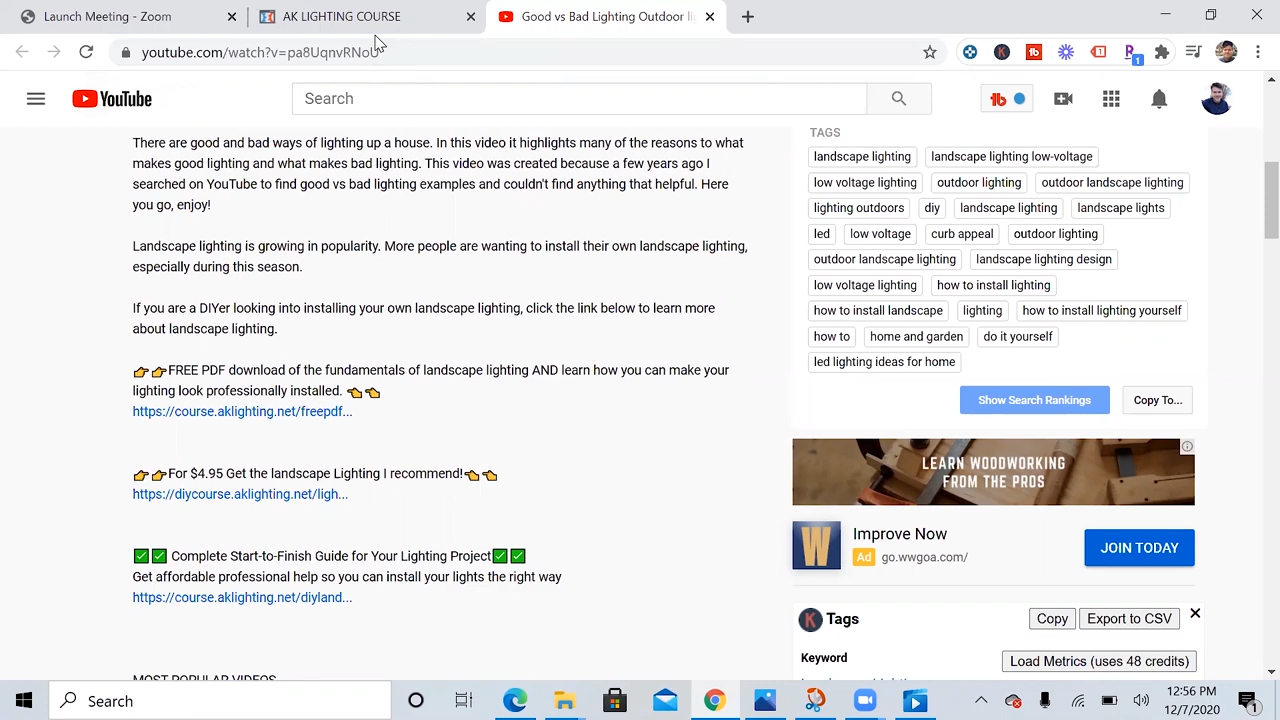 Launch Meeting - Zoom
AK LIGHTING COURSE
Good vs Bad Lighting Outdoor li
youtube.com/watch?v=pa8UqnvRNoU
1
YouTube
Search
There are good and bad ways of lighting up a house. In this video it highlights many of the reasons to what
makes good lighting and what makes bad lighting. This video was created because a few years ago I
searched on YouTube to find good vs bad lighting examples and couldn't find anything that helpful. Here
you go, enjoy!
Landscape lighting is growing in popularity. More people are wanting to install their own landscape lighting,
especially during this season.
If you are a DIYer looking into installing your own landscape lighting, click the link below to learn more
about landscape lighting.
👉👉FREE PDF download of the fundamentals of landscape lighting AND learn how you can make your
lighting look professionally installed. 👈👈
https://course.aklighting.net/freepdf...
👉👉For $4.95 Get the landscape Lighting I recommend!👈👈
https://diycourse.aklighting.net/ligh...
✅✅ Complete Start-to-Finish Guide for Your Lighting Project✅✅
Get affordable professional help so you can install your lights the right way
https://course.aklighting.net/diyland...
MOST POPULAR VIDEOS
TAGS
landscape lighting landscape lighting low-voltage
low voltage lighting outdoor lighting outdoor landscape lighting
lighting outdoors diy landscape lighting landscape lights
led low voltage curb appeal outdoor lighting
outdoor landscape lighting landscape lighting design
low voltage lighting how to install lighting
how to install landscape lighting how to install lighting yourself
how to home and garden do it yourself
led lighting ideas for home
Show Search Rankings Copy To...
LEARN WOODWORKING
FROM THE PROS
W
Improve Now
Ad go.wwgoa.com/
JOIN TODAY
K Tags Copy Export to CSV
Keyword Load Metrics (uses 48 credits)
Search
12:56 PM
12/7/2020
1